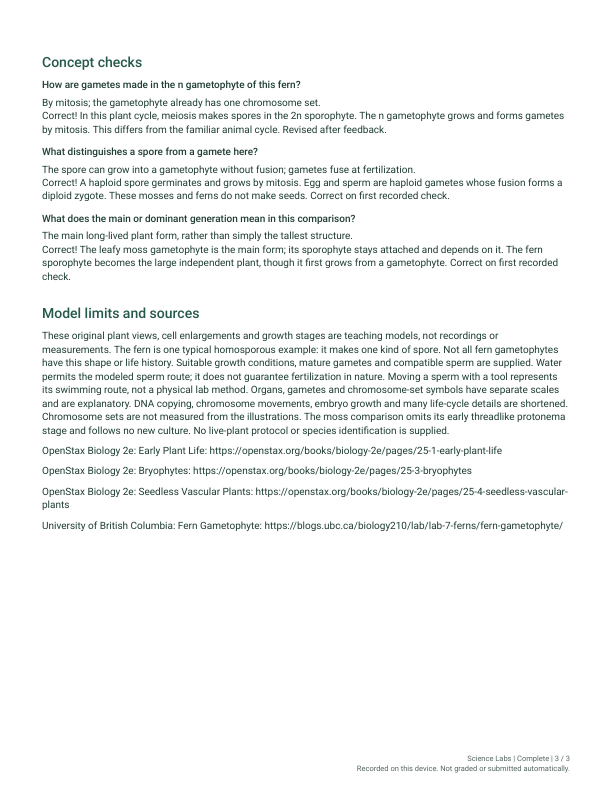 Concept checks
How are gametes made in the n gametophyte of this fern?
By mitosis; the gametophyte already has one chromosome set.
Correct! In this plant cycle, meiosis makes spores in the 2n sporophyte. The n gametophyte grows and forms gametes
by mitosis. This differs from the familiar animal cycle. Revised after feedback.
What distinguishes a spore from a gamete here?
The spore can grow into a gametophyte without fusion; gametes fuse at fertilization.
Correct! A haploid spore germinates and grows by mitosis. Egg and sperm are haploid gametes whose fusion forms a
diploid zygote. These mosses and ferns do not make seeds. Correct on first recorded check.
What does the main or dominant generation mean in this comparison?
The main long-lived plant form, rather than simply the tallest structure.
Correct! The leafy moss gametophyte is the main form; its sporophyte stays attached and depends on it. The fern
sporophyte becomes the large independent plant, though it first grows from a gametophyte. Correct on first recorded
check.
Model limits and sources
These original plant views, cell enlargements and growth stages are teaching models, not recordings or
measurements. The fern is one typical homosporous example: it makes one kind of spore. Not all fern gametophytes
have this shape or life history. Suitable growth conditions, mature gametes and compatible sperm are supplied. Water
permits the modeled sperm route; it does not guarantee fertilization in nature. Moving a sperm with a tool represents
its swimming route, not a physical lab method. Organs, gametes and chromosome-set symbols have separate scales
and are explanatory. DNA copying, chromosome movements, embryo growth and many life-cycle details are shortened.
Chromosome sets are not measured from the illustrations. The moss comparison omits its early threadlike protonema
stage and follows no new culture. No live-plant protocol or species identification is supplied.
OpenStax Biology 2e: Early Plant Life: https://openstax.org/books/biology-2e/pages/25-1-early-plant-life
OpenStax Biology 2e: Bryophytes: https://openstax.org/books/biology-2e/pages/25-3-bryophytes
OpenStax Biology 2e: Seedless Vascular Plants: https://openstax.org/books/biology-2e/pages/25-4-seedless-vascular-
plants
University of British Columbia: Fern Gametophyte: https://blogs.ubc.ca/biology210/lab/lab-7-ferns/fern-gametophyte/
Science Labs | Complete | 3 / 3
Recorded on this device. Not graded or submitted automatically.